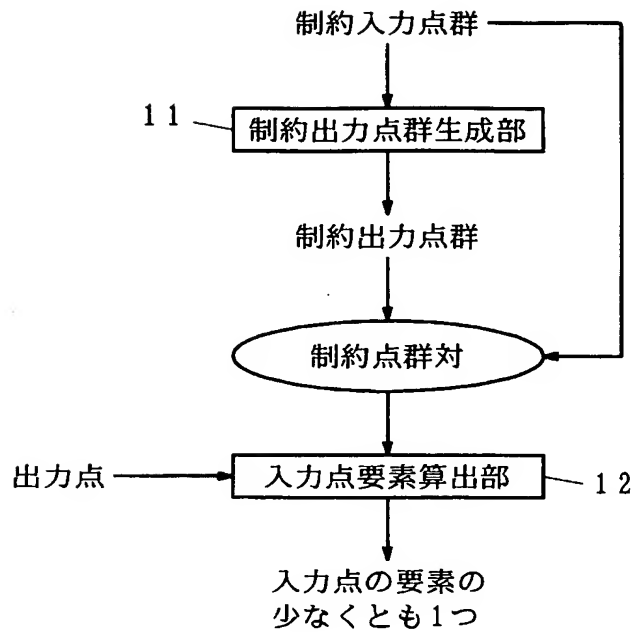 制約入力点群
11
制約出力点群生成部
制約出力点群
制約点群対
出力点
入力点要素算出部
12
入力点の要素の
少なくとも1つ